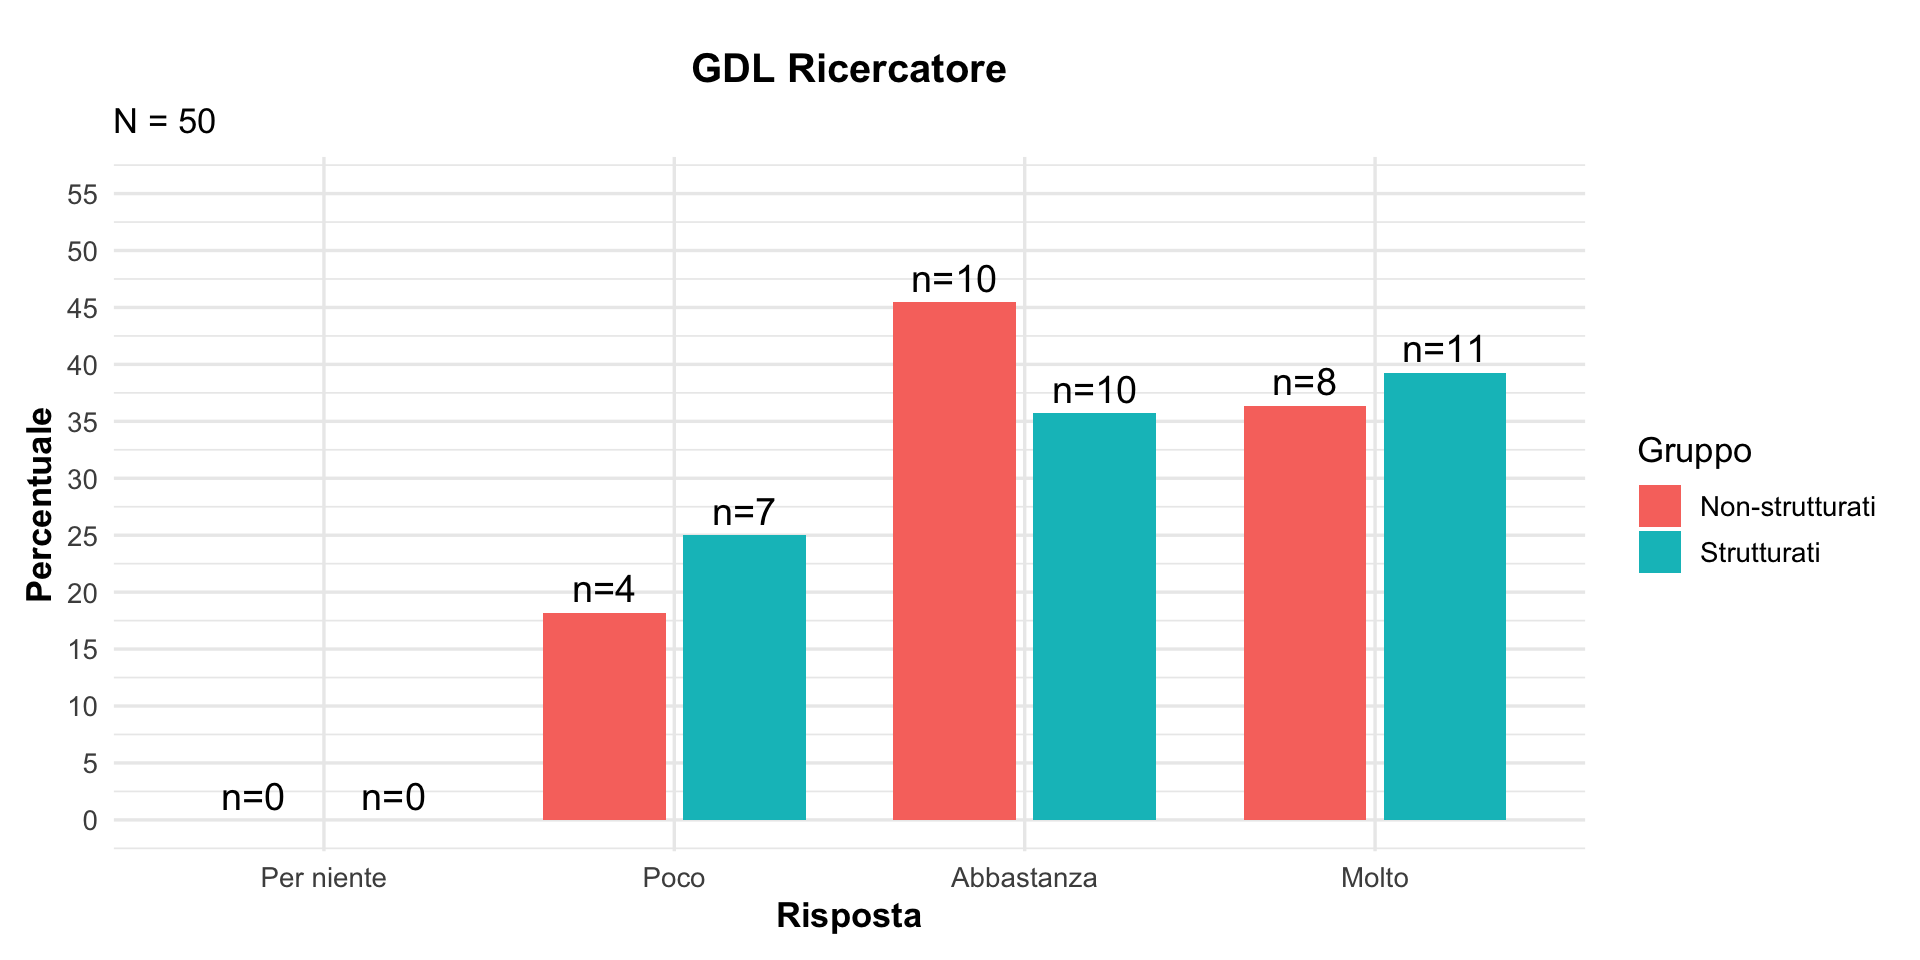 GDL Ricercatore
N = 50
Percentuale
55
50
45
40
35
30
25
20
15
10
5
0
n=0 n=0 n=4 n=7 n=10 n=10 n=8 n=11
Per niente Poco Abbastanza Molto
Risposta
Gruppo
Non-strutturati
Strutturati